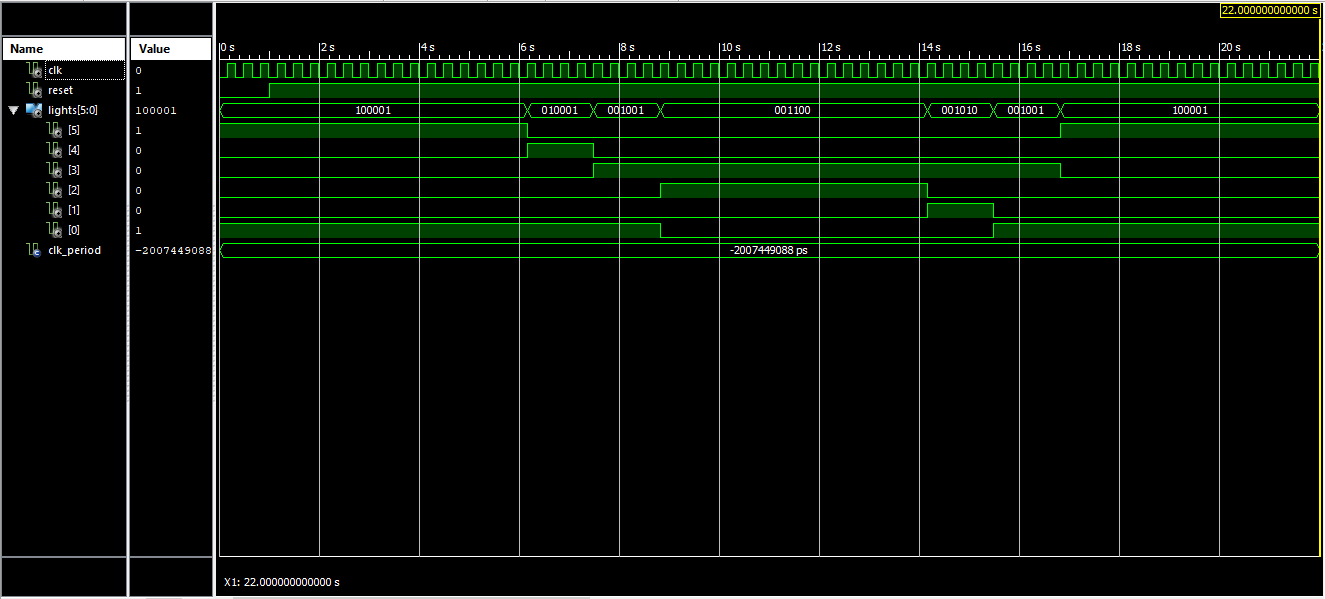 22.000000000000 s
Name Value
0 s 2 s 4 s 6 s 8 s 10 s 12 s 14 s 16 s 18 s 20 s
clk 0
reset 1
lights[5:0] 100001 100001 010001 001001 001100 001010 001001 100001
[5] 1
[4] 0
[3] 0
[2] 0
[1] 0
[0] 1
clk_period -2007449088 -2007449088 ps
X1: 22.000000000000 s